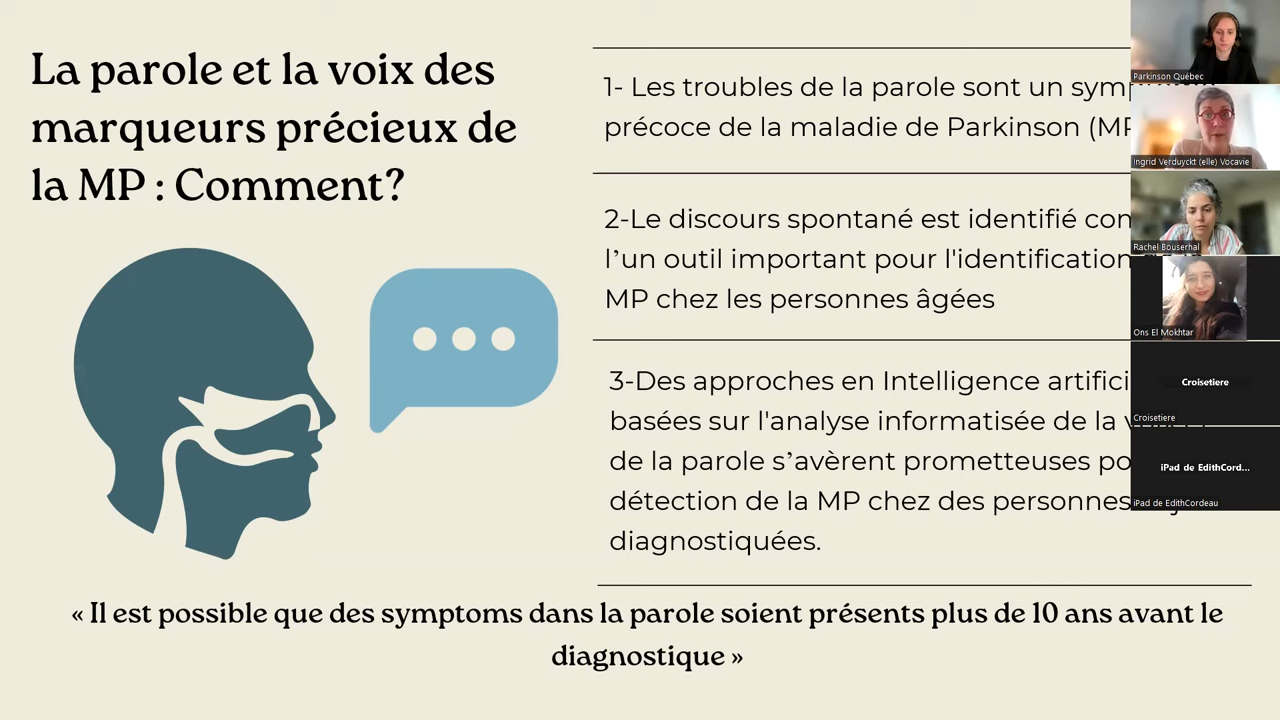 La parole et la voix des
marqueurs précieux de
la MP : Comment?
1- Les troubles de la parole sont un
précoce de la maladie de Parkinson
2-Le discours spontané est identifié
l’un outil important pour l'identification
MP chez les personnes âgées
3-Des approches en Intelligence
basées sur l'analyse informatisée de la
de la parole s’avèrent prometteuses
détection de la MP chez des personnes
diagnostiquées.
« Il est possible que des symptoms dans la parole soient présents plus de 10 ans avant le
diagnostique »
Parkinson Québec
Ingrid Verduyckt (elle) Vocavie
Rachel Bouserhal
Ons El Mokhtar
Croisetiere
Croisetiere
iPad de EdithCord...
iPad de EdithCordeau